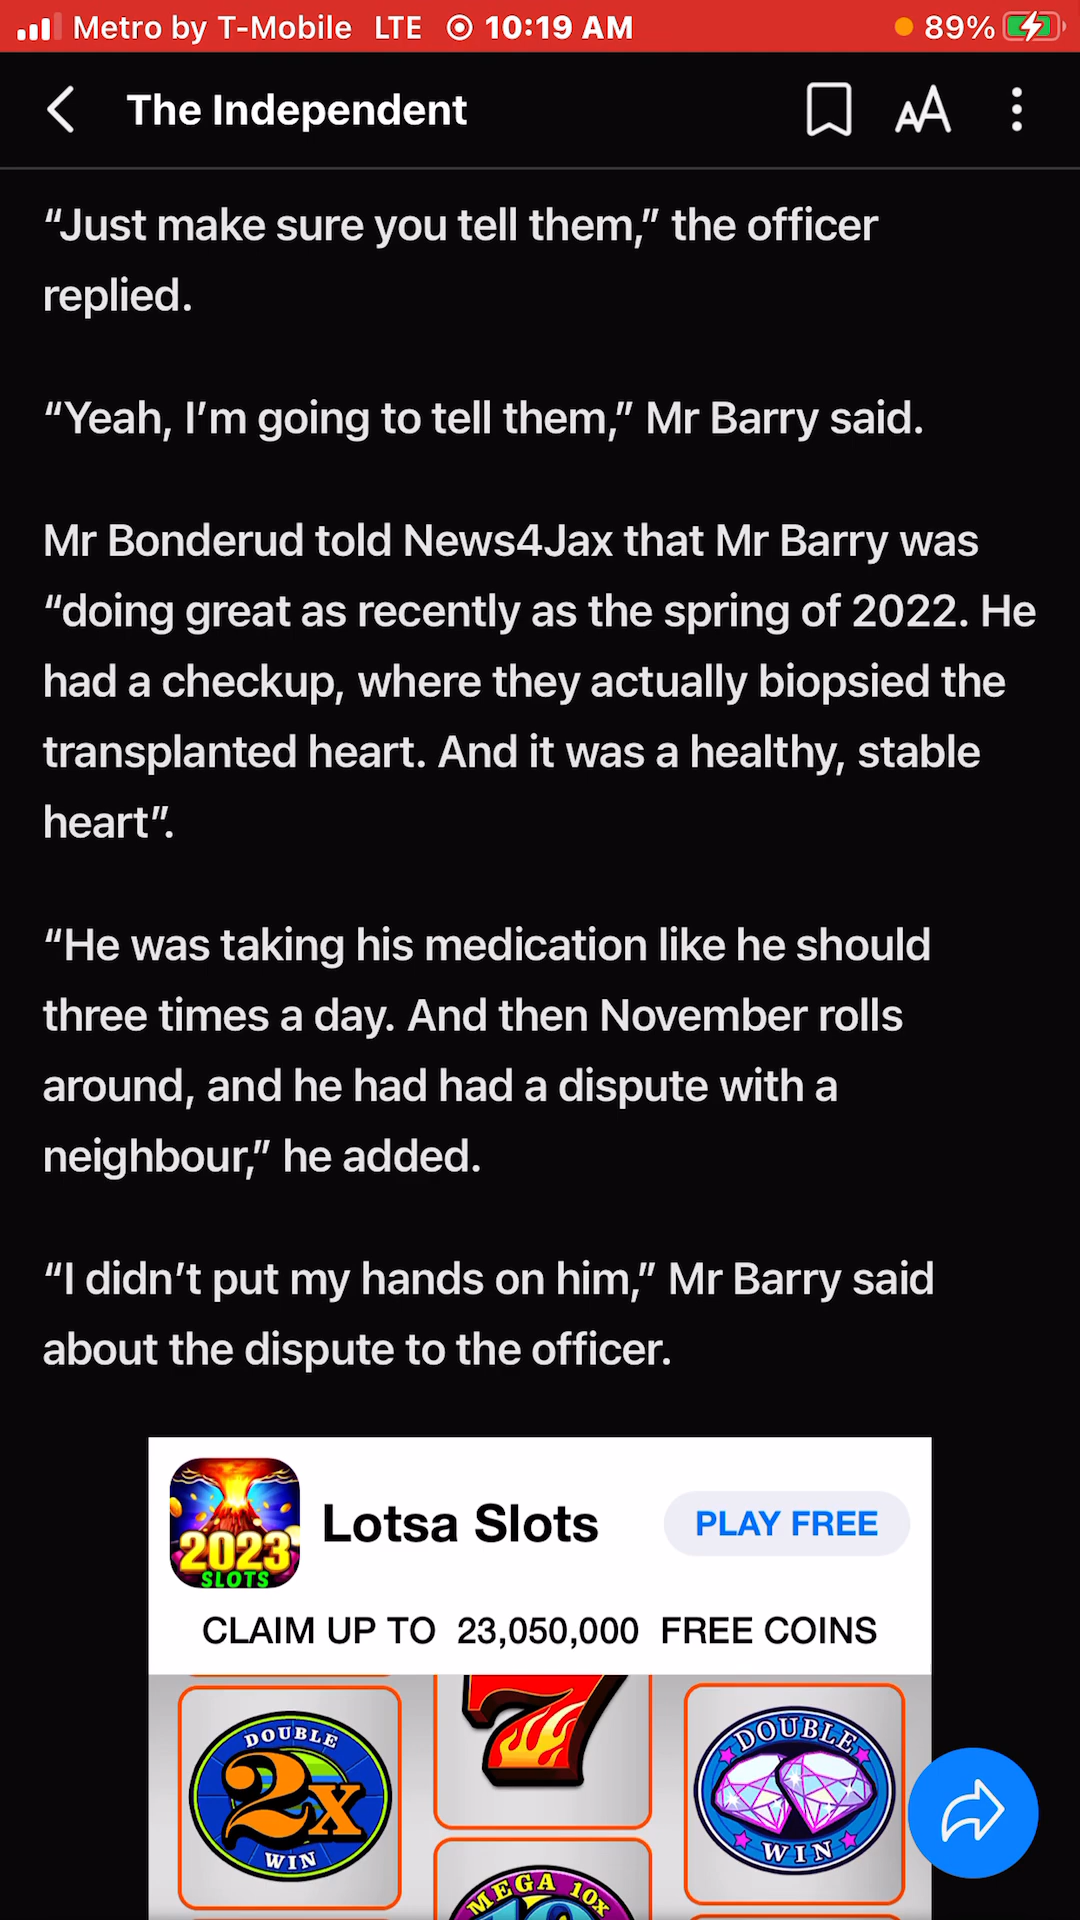 Metro by T-Mobile LTE 10:19 AM 89%
The Independent AA
“Just make sure you tell them,” the officer
replied.
“Yeah, I’m going to tell them,” Mr Barry said.
Mr Bonderud told News4Jax that Mr Barry was
“doing great as recently as the spring of 2022. He
had a checkup, where they actually biopsied the
transplanted heart. And it was a healthy, stable
heart”.
“He was taking his medication like he should
three times a day. And then November rolls
around, and he had had a dispute with a
neighbour,” he added.
“I didn’t put my hands on him,” Mr Barry said
about the dispute to the officer.
2023
SLOTS
Lotsa Slots
PLAY FREE
CLAIM UP TO 23,050,000 FREE COINS
7
DOUBLE
2x
WIN
DOUBLE
WIN
MEGA 10x